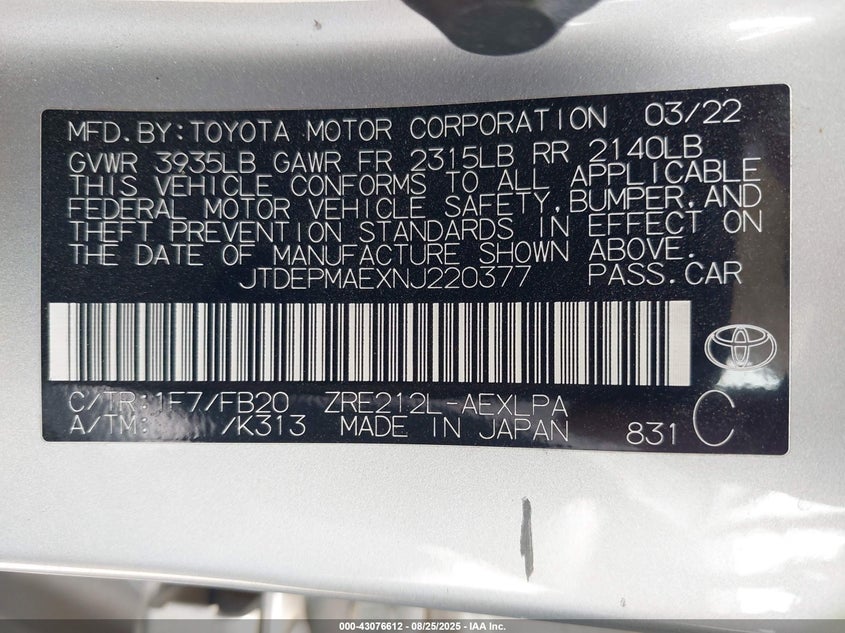 MFD.BY:TOYOTA MOTOR CORPORATION 03/22
GVWR 3935LB GAWR FR 2315LB RR 2140LB
THIS VEHICLE CONFORMS TO ALL APPLICABLE
FEDERAL MOTOR VEHICLE SAFETY,BUMPER,AND
THEFT PREVENTION STANDARDS IN EFFECT ON
THE DATE OF MANUFACTURE SHOWN ABOVE.
JTDEPMAEXNJ220377 PASS.CAR
C/TR:1F7/FB20 ZRE212L-AEXLPA
A/TM: /K313 MADE IN JAPAN 831 C
000-43076612 - 08/25/2025 - IAA Inc.